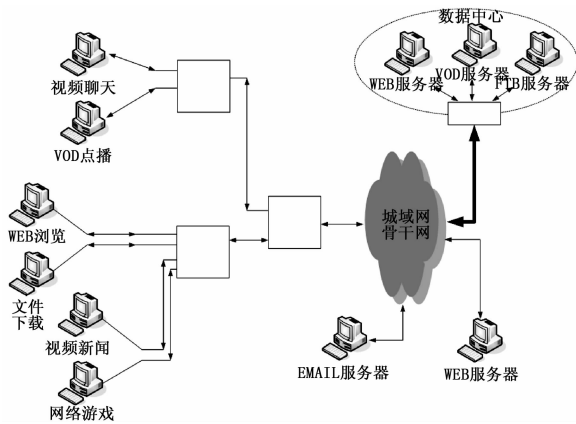 数据中心
WEB服务器
VOD服务器
FTB服务器
视频聊天
VOD点播
WEB浏览
文件
下载
视频新闻
网络游戏
城域网
骨干网
EMAIL服务器
WEB服务器